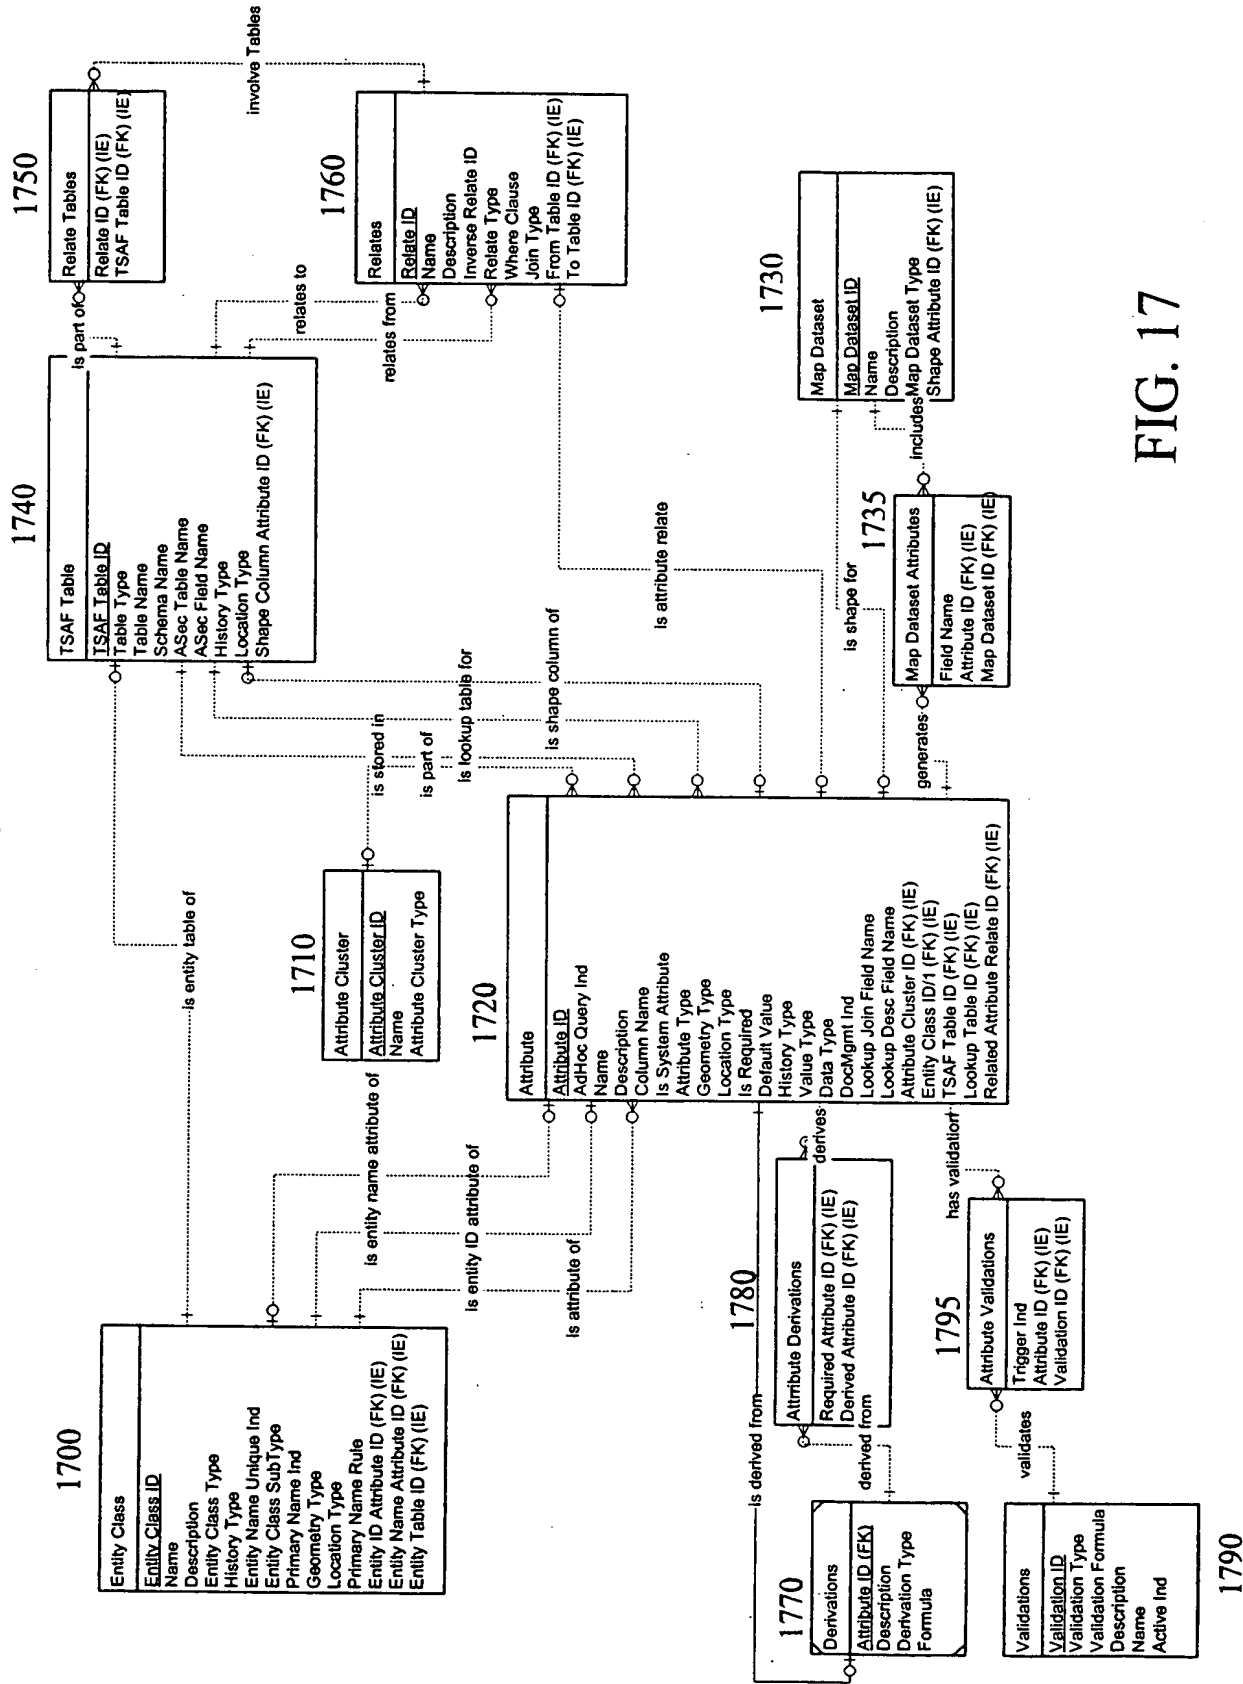 1700
Entity Class
Entity Class ID
Name
Description
Entity Class Type
History Type
Entity Name Unique Ind
Entity Class SubType
Primary Name Ind
Geometry Type
Location Type
Primary Name Rule
Entity ID Attribute ID (FK) (IE)
Entity Name Attribute ID (FK) (IE)
Entity Table ID (FK) (IE)
is entity table of
is entity name attribute of
is entity ID attribute of
is attribute of
1710
Attribute Cluster
Attribute Cluster ID
Name
Attribute Cluster Type
1740
TSAF Table
TSAF Table ID
Table Type
Table Name
Schema Name
ASec Table Name
ASec Field Name
History Type
Location Type
Shape Column Attribute ID (FK) (IE)
is part of
1750
Relate Tables
Relate ID (FK) (IE)
TSAF Table ID (FK) (IE)
involve Tables
relates to
relates from
1760
Relates
Relate ID
Name
Description
Inverse Relate ID
Relate Type
Where Clause
Join Type
From Table ID (FK) (IE)
To Table ID (FK) (IE)
is stored in
is part of
is lookup table for
is shape column of
is attribute relate
is shape for
1720
Attribute
Attribute ID
AdHoc Query Ind
Name
Description
Column Name
Is System Attribute
Attribute Type
Geometry Type
Location Type
Is Required
Default Value
History Type
Value Type
Data Type
DocMgmt Ind
Lookup Join Field Name
Lookup Desc Field Name
Attribute Cluster ID (FK) (IE)
Entity Class ID/1 (FK) (IE)
TSAF Table ID (FK) (IE)
Lookup Table ID (FK) (IE)
Related Attribute Relate ID (FK) (IE)
1730
Map Dataset
Map Dataset ID
Name
Description
Map Dataset Type
Shape Attribute ID (FK) (IE)
includes
1735
Map Dataset Attributes
Field Name
Attribute ID (FK) (IE)
Map Dataset ID (FK) (IE)
generates
1780
Attribute Derivations
Required Attribute ID (FK) (IE)
Derived Attribute ID (FK) (IE)
derives
is derived from
derived from
1770
Derivations
Attribute ID (FK)
Description
Derivation Type
Formula
has validation
1795
Attribute Validations
Trigger Ind
Attribute ID (FK) (IE)
Validation ID (FK) (IE)
validates
Validations
Validation ID
Validation Type
Validation Formula
Description
Name
Active Ind
1790
FIG. 17